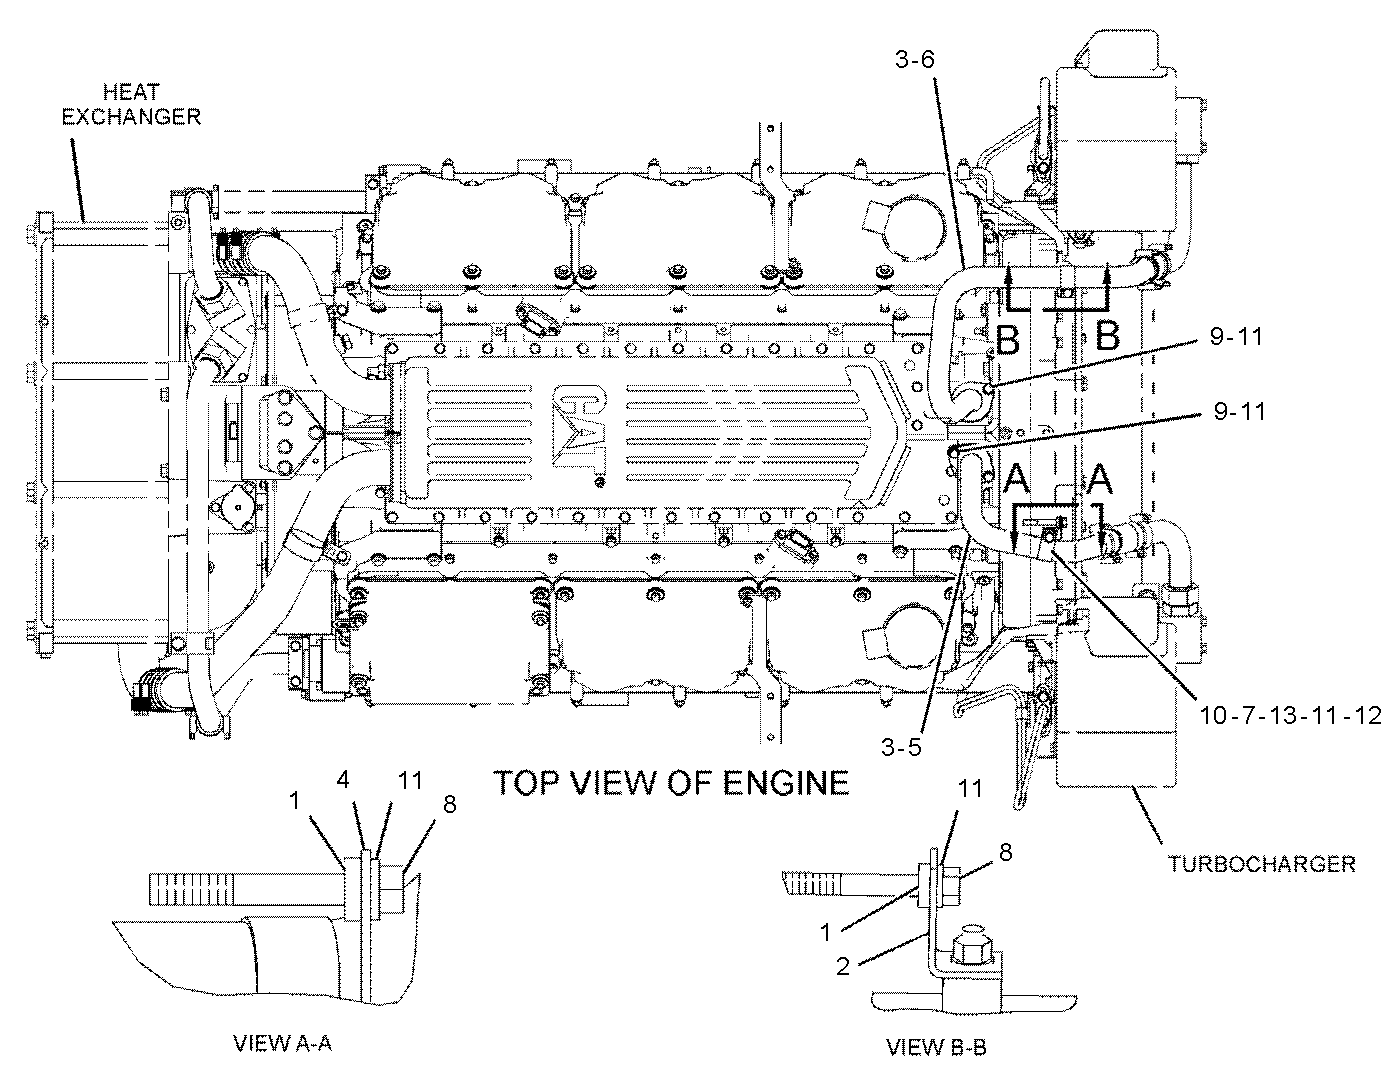 3-6
HEAT
EXCHANGER
B B
9-11
9-11
CAT
A A
3-5
10-7-13-11-12
TOP VIEW OF ENGINE
TURBOCHARGER
1 4 11 8
VIEW A-A
11
8
1
2
VIEW B-B